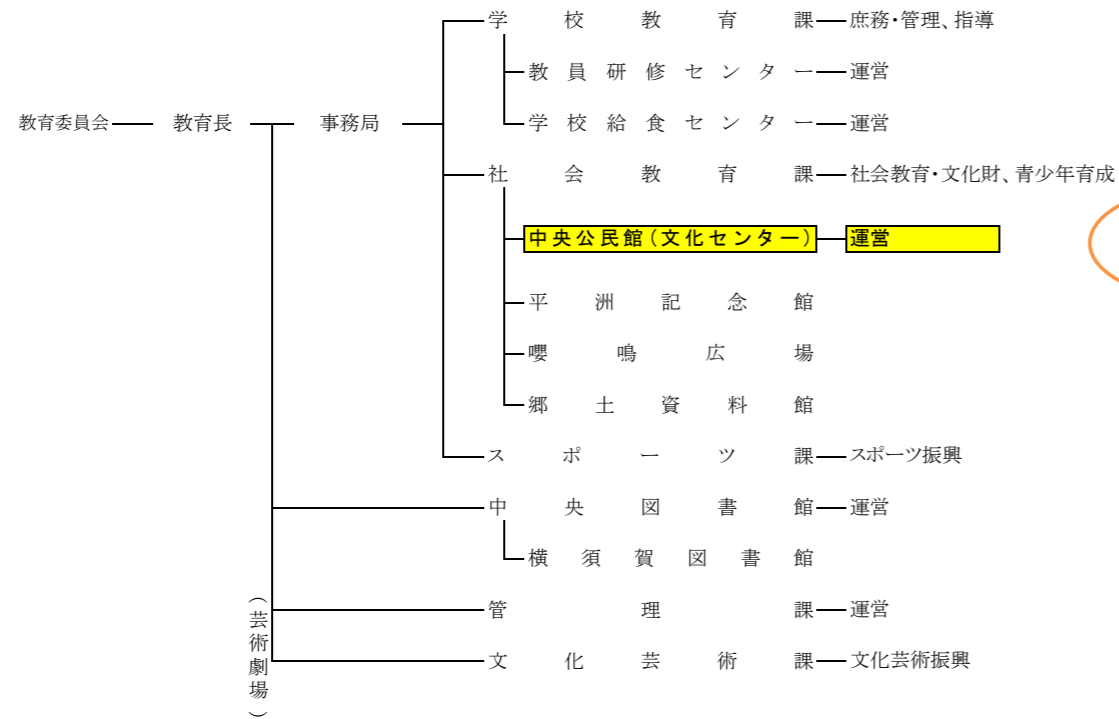 学校教育課 庶務・管理、指導
教員研修センター 運営
教育委員会 教育長 事務局 学校給食センター 運営
社会教育課 社会教育・文化財、青少年育成
中央公民館(文化センター) 運営
平洲記念館
嚶鳴広場
郷土資料館
スポーツ課 スポーツ振興
中央図書館 運営
横須賀図書館
(芸術劇場)
管理課 運営
文化芸術課 文化芸術振興